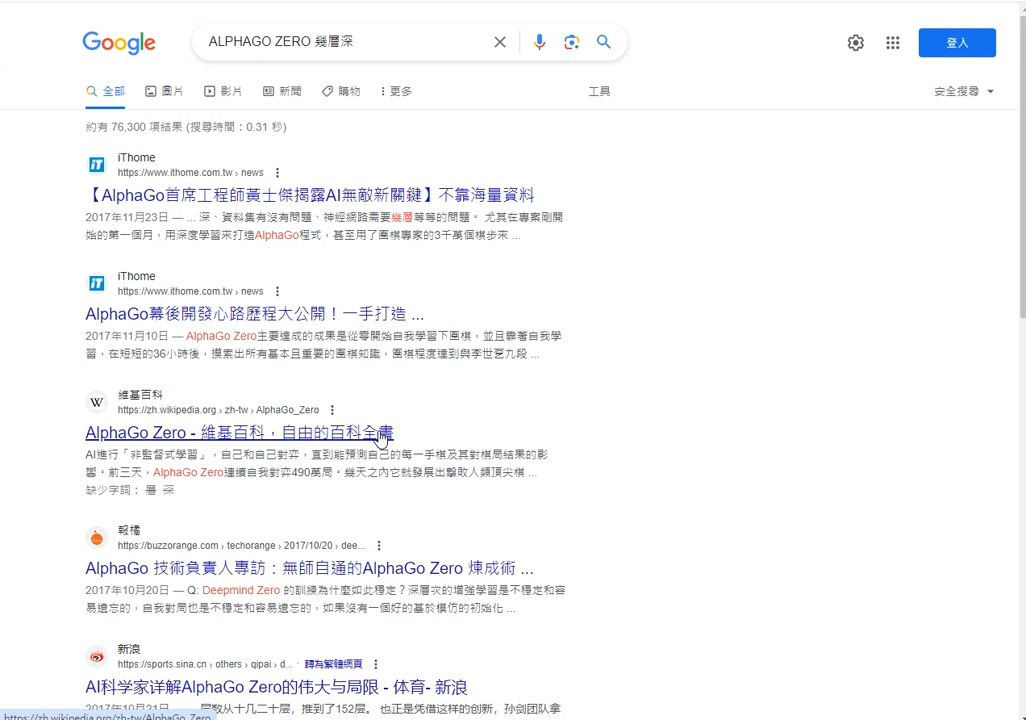 Google
ALPHAGO ZERO 幾層深
登入
全部 圖片 影片 新聞 購物 更多 工具 安全搜尋
約有 76,300 項結果 (搜尋時間：0.31 秒)
iThome
https://www.ithome.com.tw › news
【AlphaGo首席工程師黃士傑揭露AI無敵新關鍵】不靠海量資料
2017年11月23日 — ... 深、資料集有沒有問題、神經網路需要幾層等等的問題。 尤其在專案剛開
始的第一個月，用深度學習來打造AlphaGo程式，甚至用了圍棋專家的3千萬個棋步來 ...
iThome
https://www.ithome.com.tw › news
AlphaGo幕後開發心路歷程大公開！一手打造 ...
2017年11月10日 — AlphaGo Zero主要達成的成果是從零開始自我學習下圍棋，並且靠著自我學
習，在短短的36小時後，摸索出所有基本且重要的圍棋知識，圍棋程度達到與李世乭九段 ...
維基百科
https://zh.wikipedia.org › zh-tw › AlphaGo_Zero
AlphaGo Zero - 維基百科，自由的百科全書
AI進行「非監督式學習」，自己和自己對弈，直到能預測自己的每一手棋及其對棋局結果的影
響。前三天，AlphaGo Zero連續自我對弈490萬局。幾天之內它就發展出擊敗人類頂尖棋 ...
缺少字詞： 層 深
報橘
https://buzzorange.com › techorange › 2017/10/20 › dee...
AlphaGo 技術負責人專訪：無師自通的AlphaGo Zero 煉成術 ...
2017年10月20日 — Q: Deepmind Zero 的訓練為什麼如此穩定？深層次的增強學習是不穩定和容
易遺忘的，自我對局也是不穩定和容易遺忘的，如果沒有一個好的基於模仿的初始化 ...
新浪
https://sports.sina.cn › others › qipai › d... · 轉為繁體網頁
AI科学家详解AlphaGo Zero的伟大与局限 - 体育- 新浪
2017年10月21日 — 层数从十几二十层，推到了152层。 也正是凭借这样的创新，孙剑团队拿
https://zh.wikipedia.org/zh-tw/AlphaGo_Zero